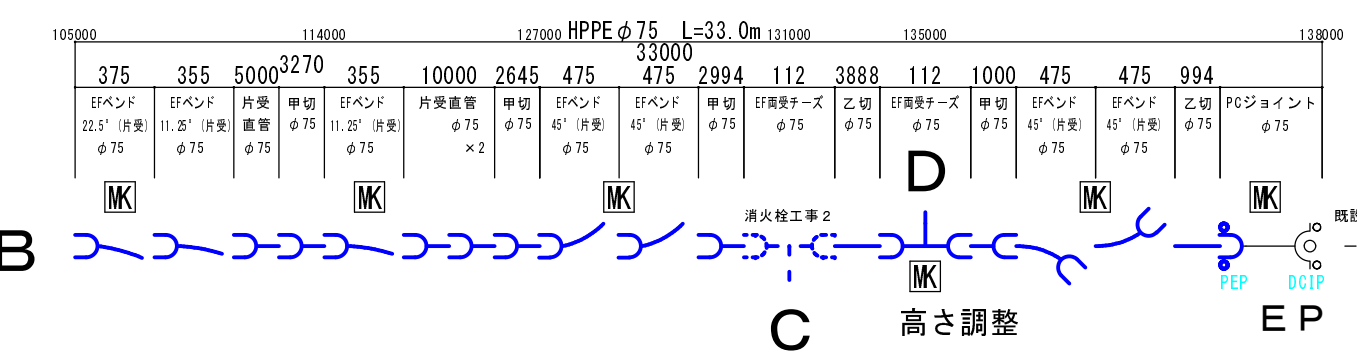 HPPEφ75 L=33.0m
105000 114000 127000 131000 135000 138000
33000
375 355 5000 3270 355 10000 2645 475 475 2994 112 3888 112 1000 475 475 994
EFベンド EFベンド 片受 甲切 EFベンド 片受直管 甲切 EFベンド EFベンド 甲切 EF両受チーズ 乙切 EF両受チーズ 甲切 EFベンド EFベンド 乙切 PCジョイント
22.5°(片受) 11.25°(片受) 直管 φ75 11.25°(片受) φ75 φ75 45°(片受) 45°(片受) φ75 φ75 φ75 φ75 φ75 45°(片受) 45°(片受) φ75 φ75
φ75 φ75 φ75 φ75 ×2 φ75 φ75 φ75 φ75
D
MK MK MK MK MK
消火栓工事2
既設
B
MK
PEP DCIP
C
高さ調整
EP